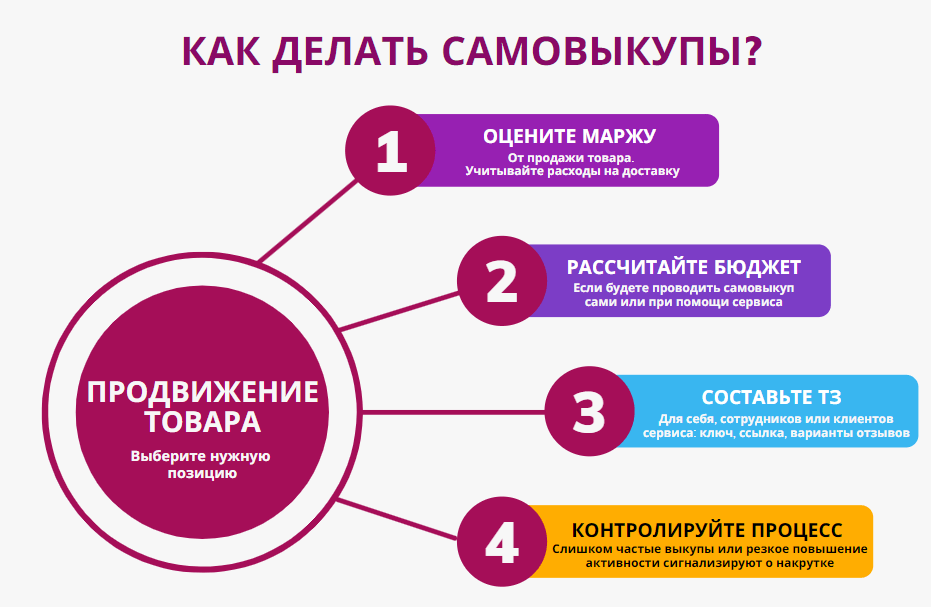 КАК ДЕЛАТЬ САМОВЫКУПЫ?
1
ОЦЕНИТЕ МАРЖУ
От продажи товара.
Учитывайте расходы на доставку
2
РАССЧИТАЙТЕ БЮДЖЕТ
Если будете проводить самовыкуп
сами или при помощи сервиса
ПРОДВИЖЕНИЕ
ТОВАРА
Выберите нужную
позицию
3
СОСТАВЬТЕ ТЗ
Для себя, сотрудников или клиентов
сервиса: ключ, ссылка, варианты отзывов
4
КОНТРОЛИРУЙТЕ ПРОЦЕСС
Слишком частые выкупы или резкое повышение
активности сигнализируют о накрутке